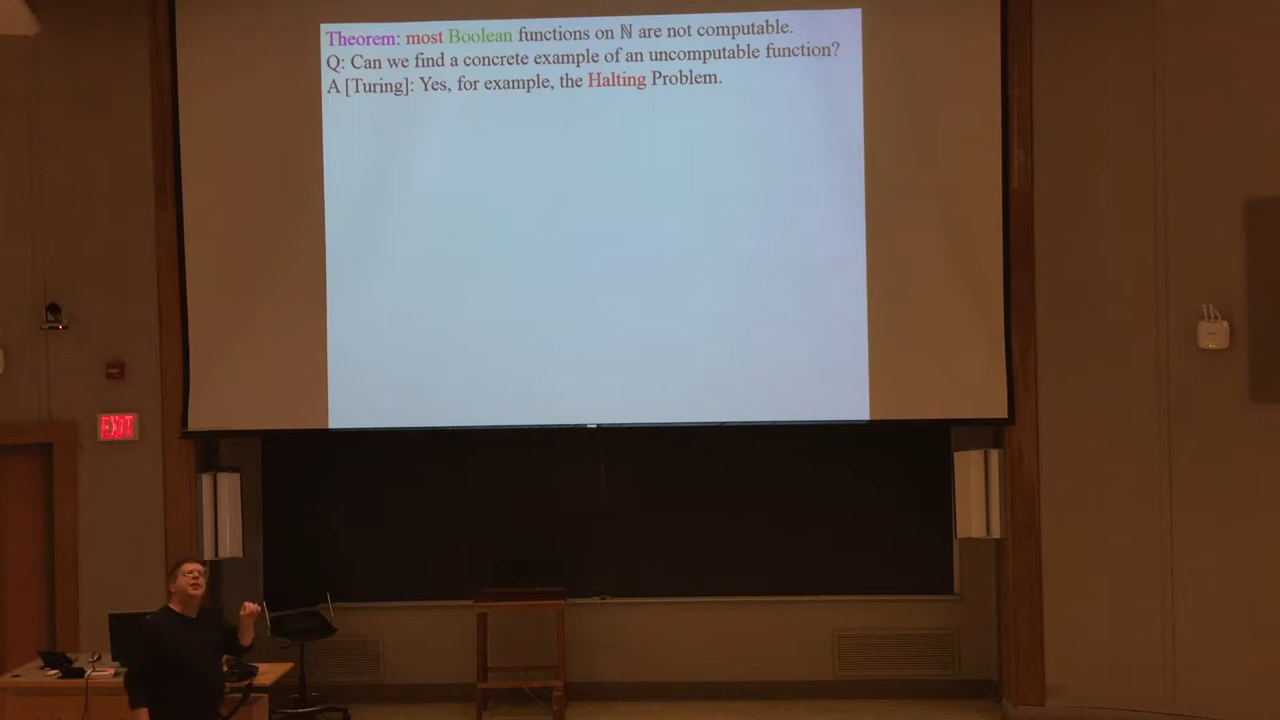 Theorem: most Boolean functions on ℕ are not computable.
Q: Can we find a concrete example of an uncomputable function?
A [Turing]: Yes, for example, the Halting Problem.
EXIT